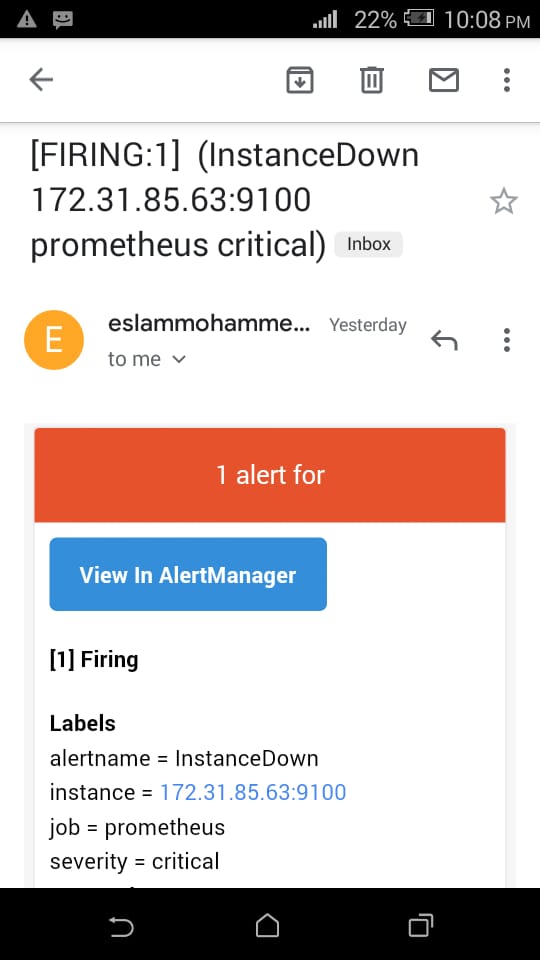 22% 10:08 PM
[FIRING:1] (InstanceDown
172.31.85.63:9100
prometheus critical) Inbox
E
eslammohamme... Yesterday
to me
1 alert for
View In AlertManager
[1] Firing
Labels
alertname = InstanceDown
instance = 172.31.85.63:9100
job = prometheus
severity = critical